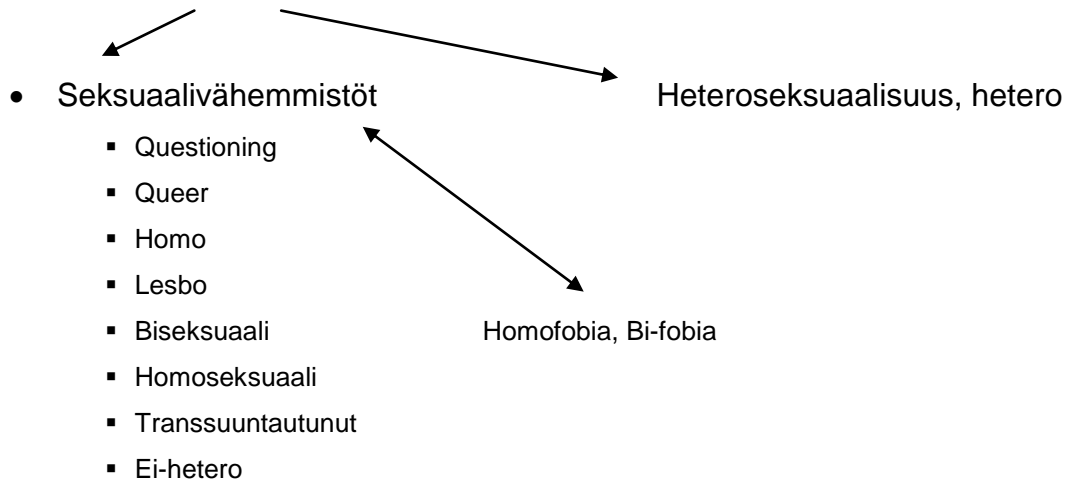 • Seksuaalivähemmistöt Heteroseksuaalisuus, hetero
▪ Questioning
▪ Queer
▪ Homo
▪ Lesbo
▪ Biseksuaali Homofobia, Bi-fobia
▪ Homoseksuaali
▪ Transsuuntautunut
▪ Ei-hetero